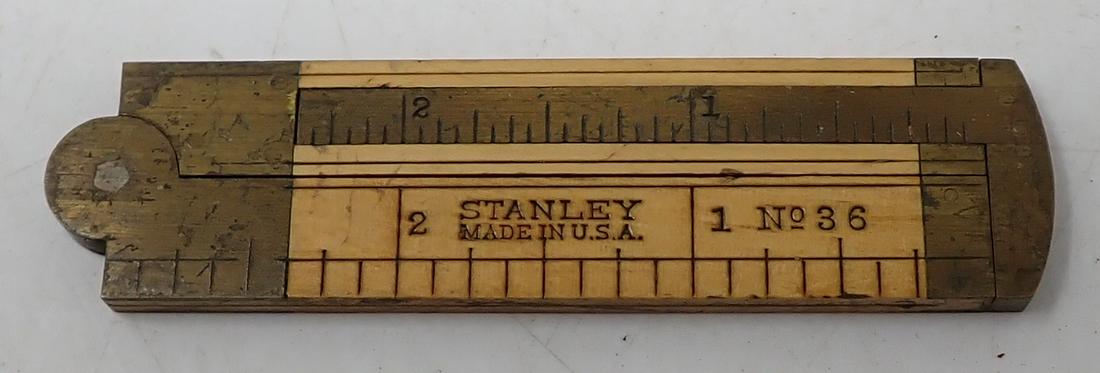 2 1
STANLEY
2 MADE IN U.S.A. 1 No 36